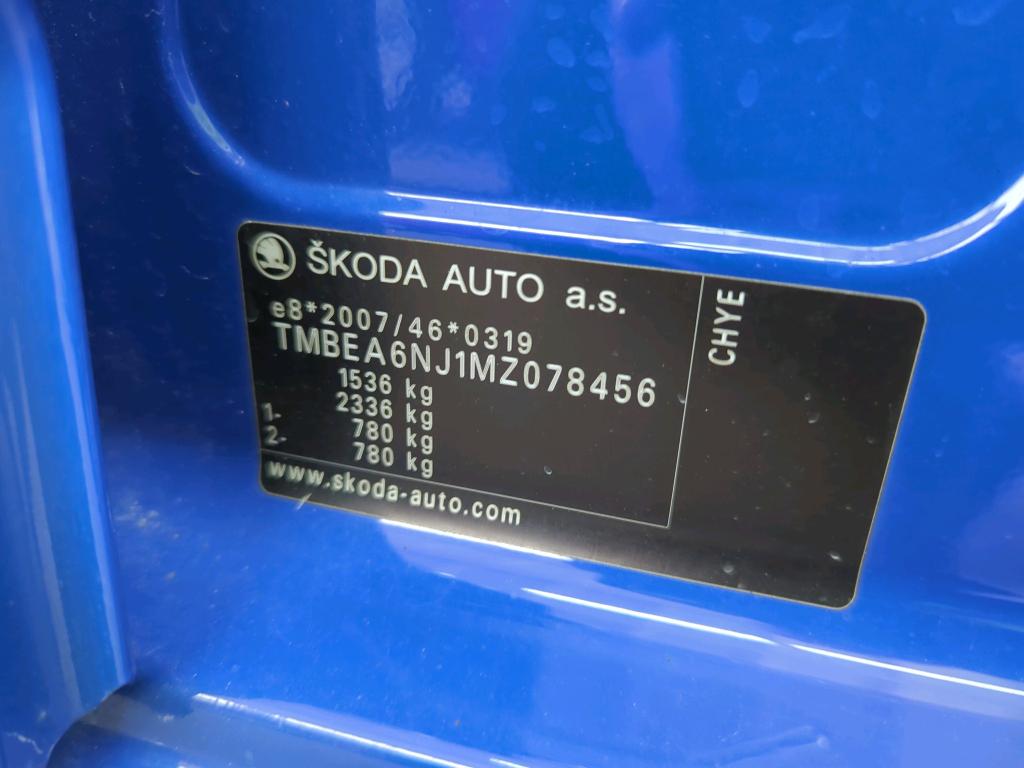 ŠKODA AUTO a.s.
e8*2007/46*0319
TMBEA6NJ1MZ078456
1536 kg
2336 kg
1- 780 kg
2- 780 kg
www.skoda-auto.com
CHYE